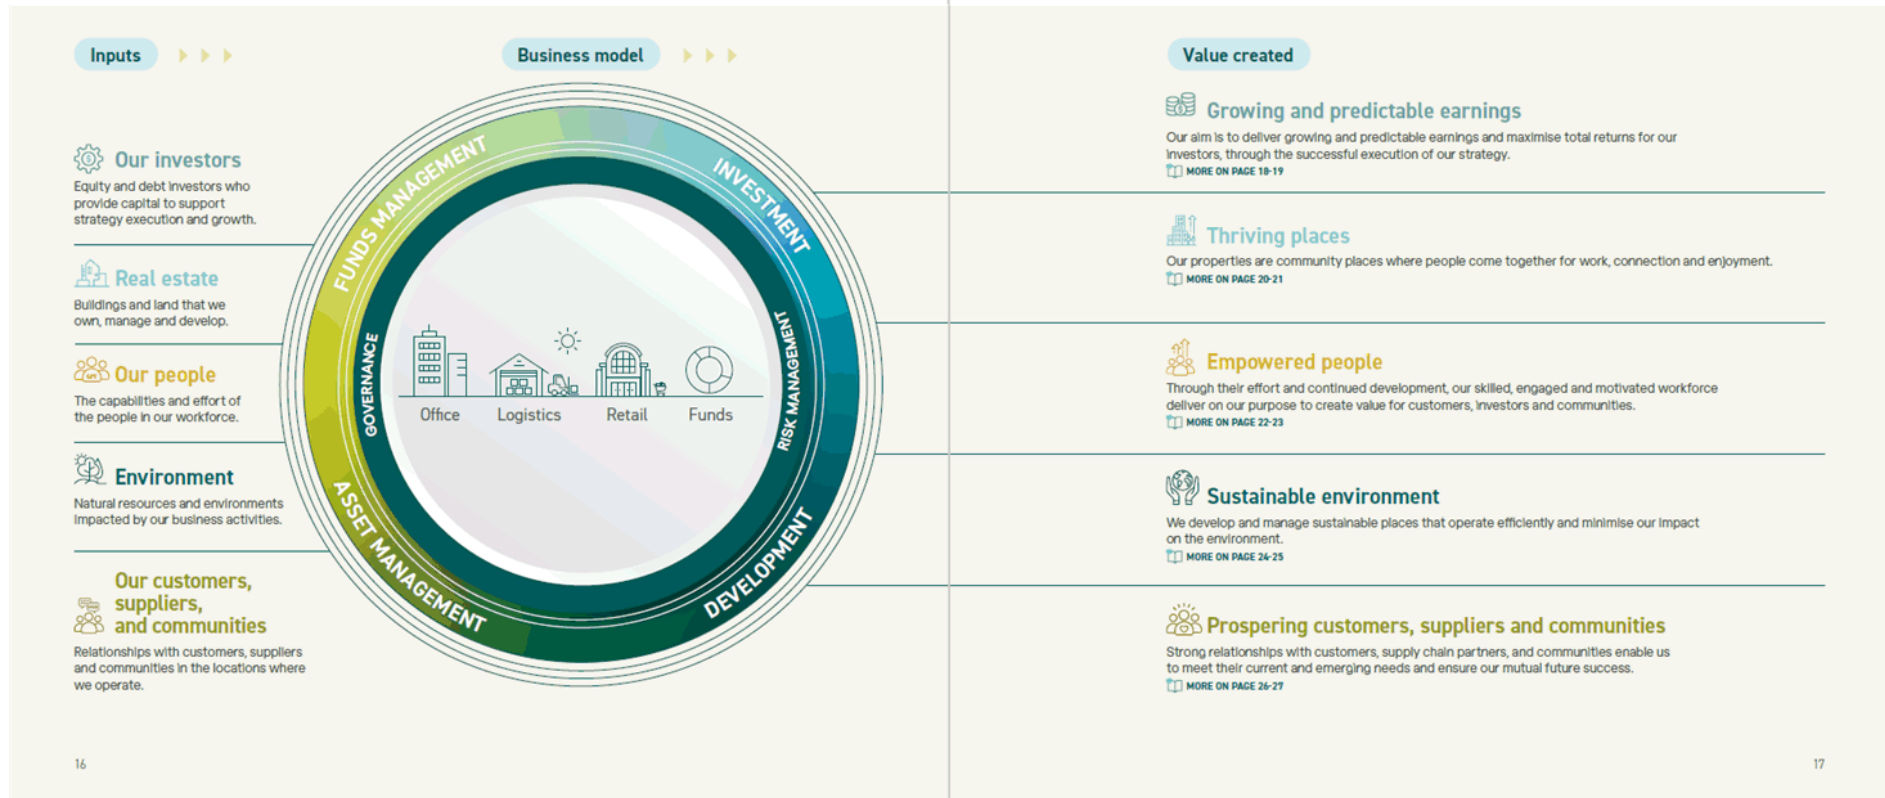 Inputs
Our investors
Equity and debt investors who
provide capital to support
strategy execution and growth.
Real estate
Buildings and land that we
own, manage and develop.
Our people
The capabilities and effort of
the people in our workforce.
Environment
Natural resources and environments
impacted by our business activities.
Our customers,
suppliers,
and communities
Relationships with customers, suppliers
and communities in the locations where
we operate.
Business model
FUNDS MANAGEMENT
INVESTMENT
GOVERNANCE
RISK MANAGEMENT
Office
Logistics
Retail
Funds
ASSET MANAGEMENT
DEVELOPMENT
Value created
Growing and predictable earnings
Our aim is to deliver growing and predictable earnings and maximise total returns for our
investors, through the successful execution of our strategy.
MORE ON PAGE 18-19
Thriving places
Our properties are community places where people come together for work, connection and enjoyment.
MORE ON PAGE 20-21
Empowered people
Through their effort and continued development, our skilled, engaged and motivated workforce
deliver on our purpose to create value for customers, investors and communities.
MORE ON PAGE 22-23
Sustainable environment
We develop and manage sustainable places that operate efficiently and minimise our impact
on the environment.
MORE ON PAGE 24-25
Prospering customers, suppliers and communities
Strong relationships with customers, supply chain partners, and communities enable us
to meet their current and emerging needs and ensure our mutual future success.
MORE ON PAGE 26-27
16
17